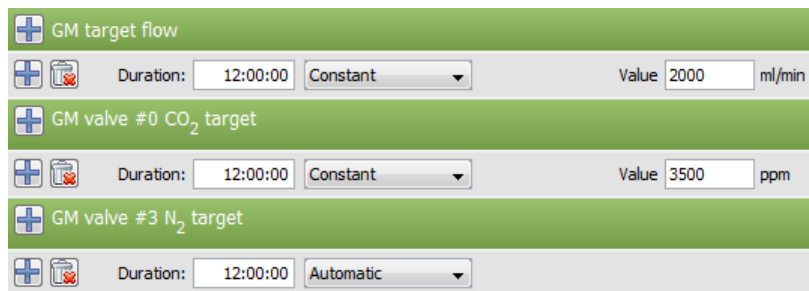 GM target flow
Duration: 12:00:00 Constant Value 2000 ml/min
GM valve #0 CO₂ target
Duration: 12:00:00 Constant Value 3500 ppm
GM valve #3 N₂ target
Duration: 12:00:00 Automatic